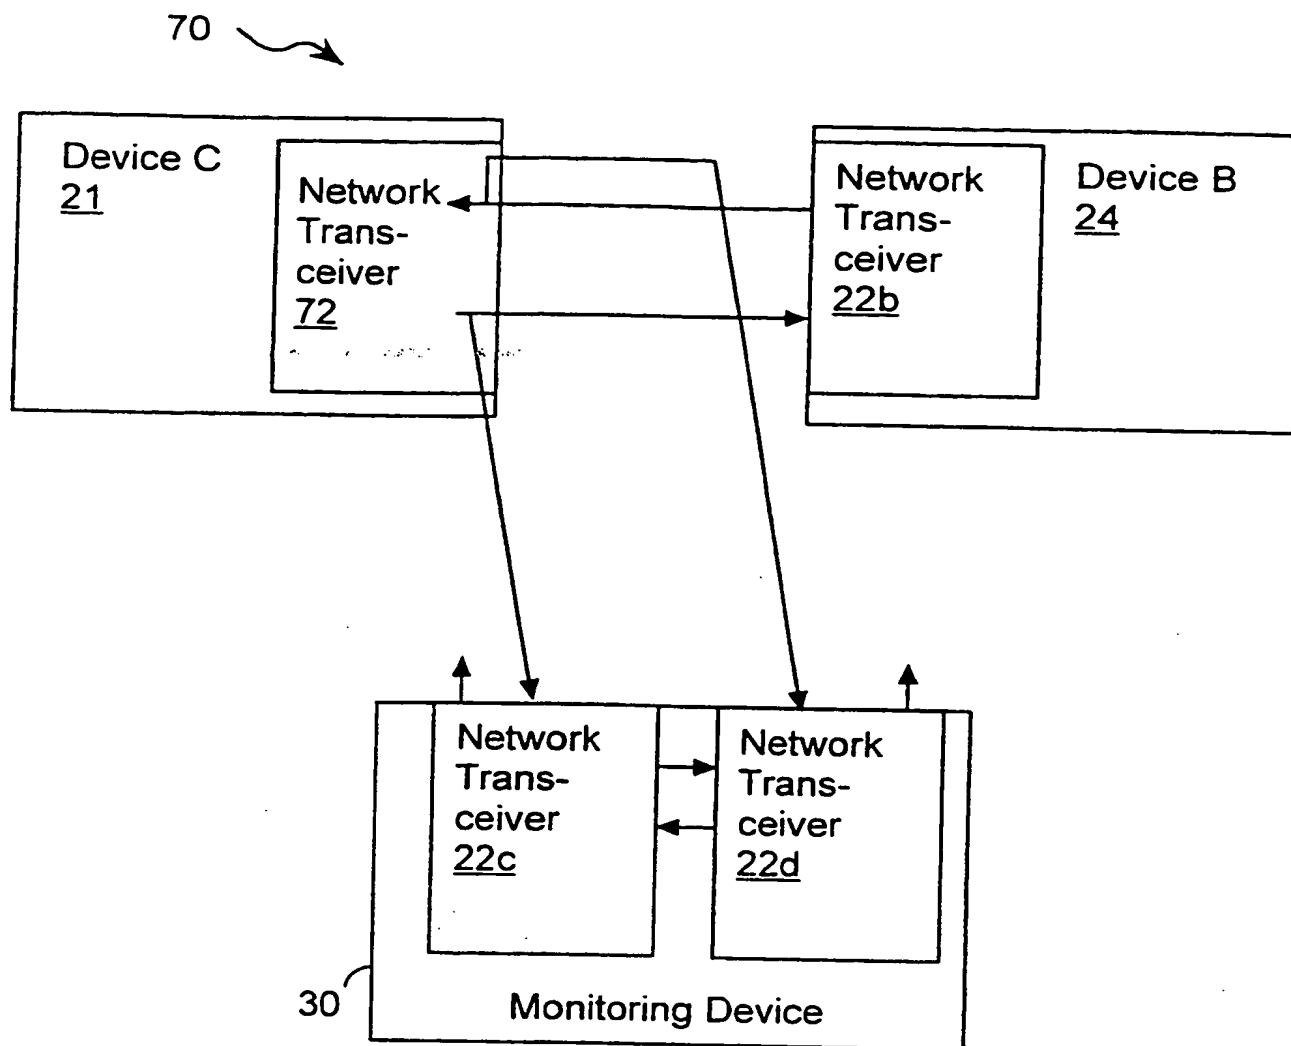 70
Device C
21
Network
Trans-
ceiver
72
Network
Trans-
ceiver
22b
Device B
24
Network
Trans-
ceiver
22c
Network
Trans-
ceiver
22d
30
Monitoring Device